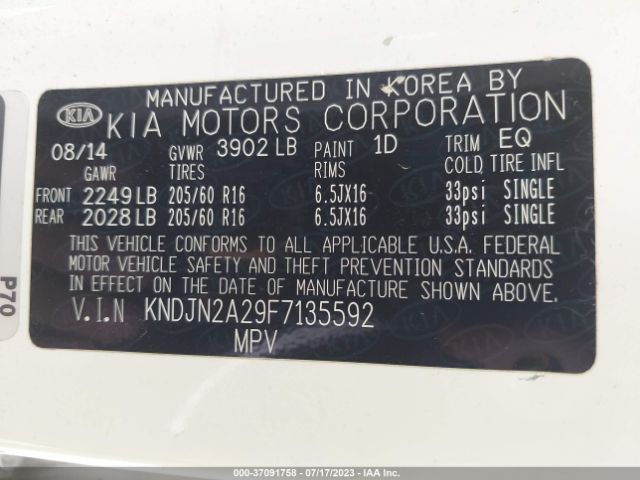 MANUFACTURED IN KOREA BY
KIA KIA MOTORS CORPORATION
08/14 GVWR 3902 LB PAINT 1D TRIM EQ
GAWR TIRES RIMS COLD TIRE INFL
FRONT 2249 LB 205/60 R16 6.5JX16 33psi SINGLE
REAR 2028 LB 205/60 R16 6.5JX16 33psi SINGLE
THIS VEHICLE CONFORMS TO ALL APPLICABLE U.S.A. FEDERAL
MOTOR VEHICLE SAFETY AND THEFT PREVENTION STANDARDS
IN EFFECT ON THE DATE OF MANUFACTURE SHOWN ABOVE.
V.I.N KNDJN2A29F7135592
MPV
P70
© COPART - 37091758 - 07/17/2023 - IAA Inc.